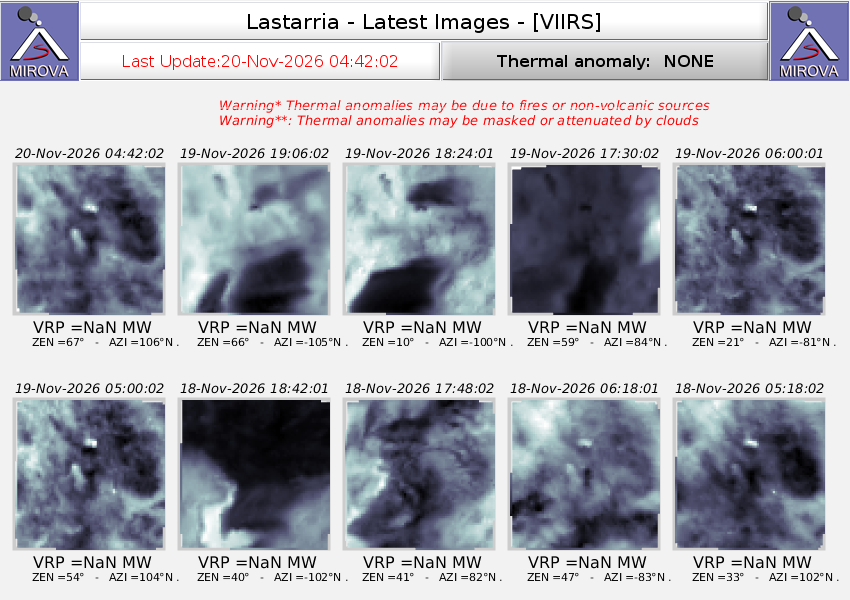 Lastarria - Latest Images - [VIIRS]
MIROVA
Last Update:20-Nov-2026 04:42:02
Thermal anomaly: NONE
MIROVA
Warning* Thermal anomalies may be due to fires or non-volcanic sources
Warning**: Thermal anomalies may be masked or attenuated by clouds
20-Nov-2026 04:42:02 19-Nov-2026 19:06:02 19-Nov-2026 18:24:01 19-Nov-2026 17:30:02 19-Nov-2026 06:00:01
VRP =NaN MW VRP =NaN MW VRP =NaN MW VRP =NaN MW VRP =NaN MW
ZEN =67° - AZI =106°N . ZEN =66° - AZI =-105°N . ZEN =10° - AZI =-100°N . ZEN =59° - AZI =84°N . ZEN =21° - AZI =-81°N .
19-Nov-2026 05:00:02 18-Nov-2026 18:42:01 18-Nov-2026 17:48:02 18-Nov-2026 06:18:01 18-Nov-2026 05:18:02
VRP =NaN MW VRP =NaN MW VRP =NaN MW VRP =NaN MW VRP =NaN MW
ZEN =54° - AZI =104°N . ZEN =40° - AZI =-102°N . ZEN =41° - AZI =82°N . ZEN =47° - AZI =-83°N . ZEN =33° - AZI =102°N .